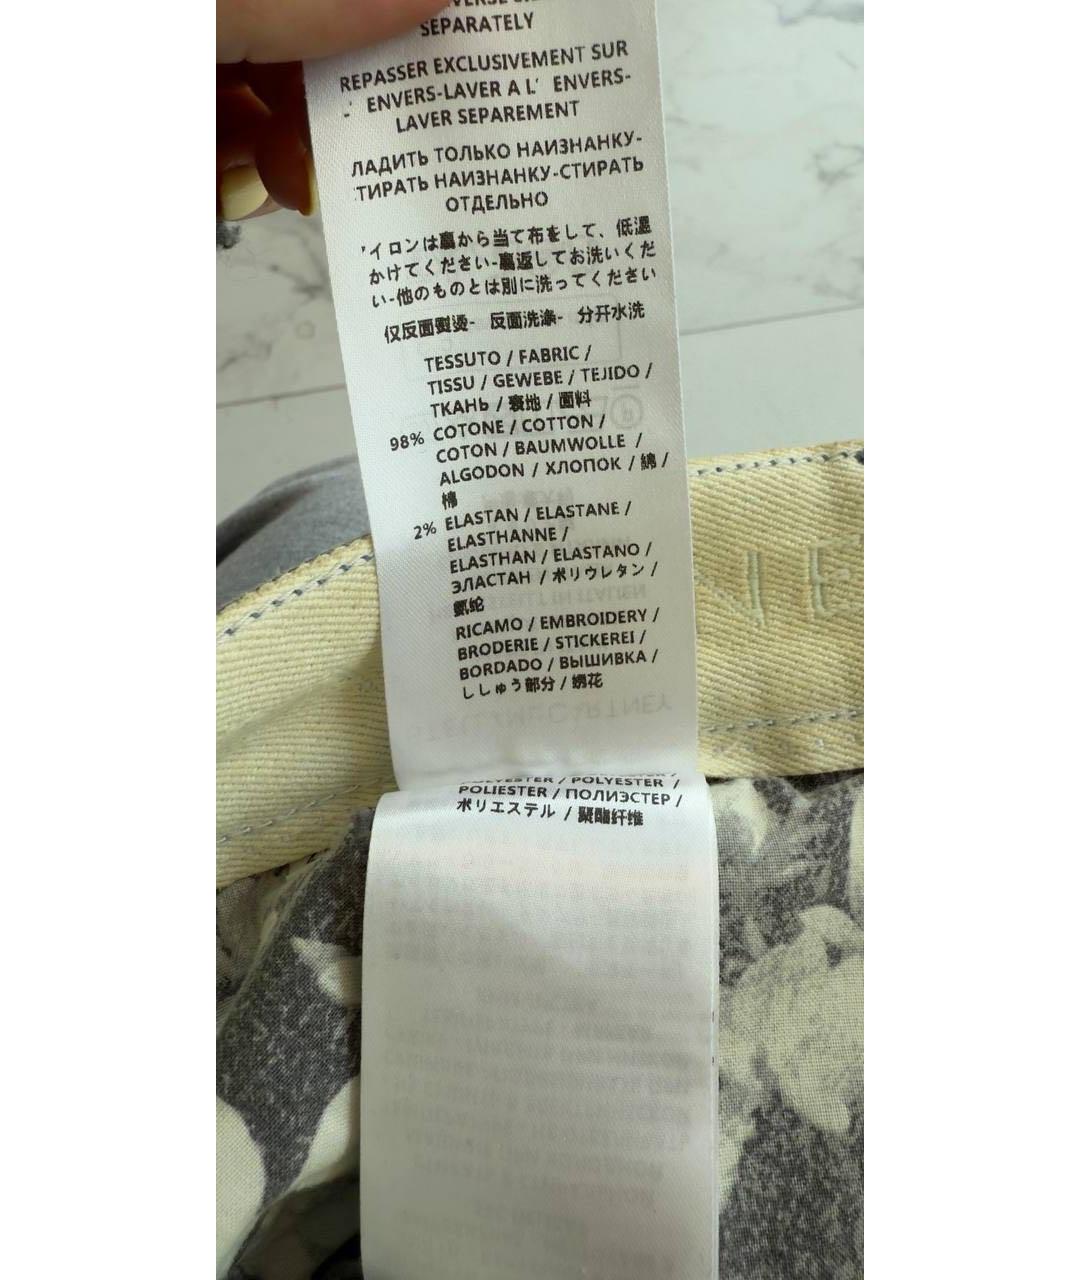 SEPARATELY
REPASSER EXCLUSIVEMENT SUR
-' ENVERS-LAVER A L' ENVERS-
LAVER SEPAREMENT
ЛАДИТЬ ТОЛЬКО НАИЗНАНКУ-
ТИРАТЬ НАИЗНАНКУ-СТИРАТЬ
ОТДЕЛЬНО
イロンは裏から当て布をして、低温
かけてください-裏返してお洗いくだ
い-他のものとは別に洗ってください
仅反面熨烫- 反面洗涤- 分开水洗
TESSUTO / FABRIC /
TISSU / GEWEBE / TEJIDO /
ТКАНЬ / 表地 / 面料
98% COTONE / COTTON /
COTON / BAUMWOLLE /
ALGODON / ХЛОПОК / 綿 /
棉
2% ELASTAN / ELASTANE /
ELASTHANNE /
ELASTHAN / ELASTANO /
ЭЛАСТАН / ポリウレタン /
氨纶
RICAMO / EMBROIDERY /
BRODERIE / STICKEREI /
BORDADO / ВЫШИВКА /
ししゅう部分 / 绣花
POLYESTER / POLYESTER /
POLIESTER / ПОЛИЭСТЕР /
ポリエステル / 聚酯纤维